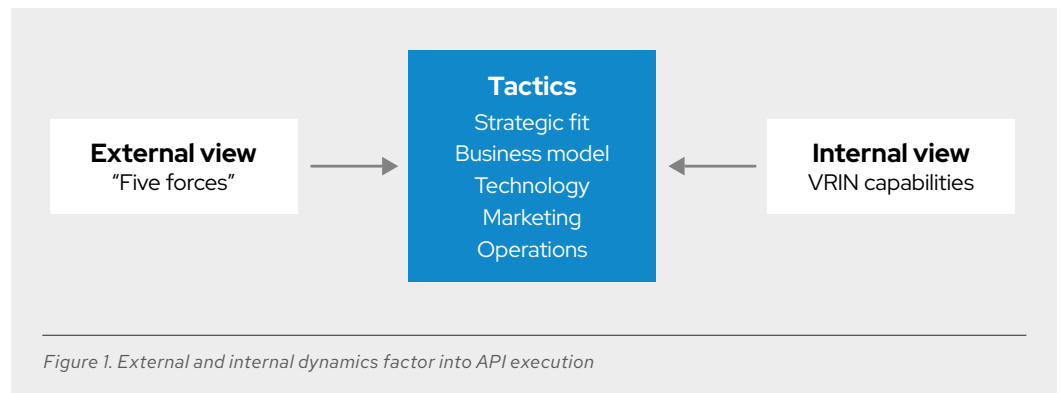 External view
“Five forces”
Tactics
Strategic fit
Business model
Technology
Marketing
Operations
Internal view
VRIN capabilities
Figure 1. External and internal dynamics factor into API execution